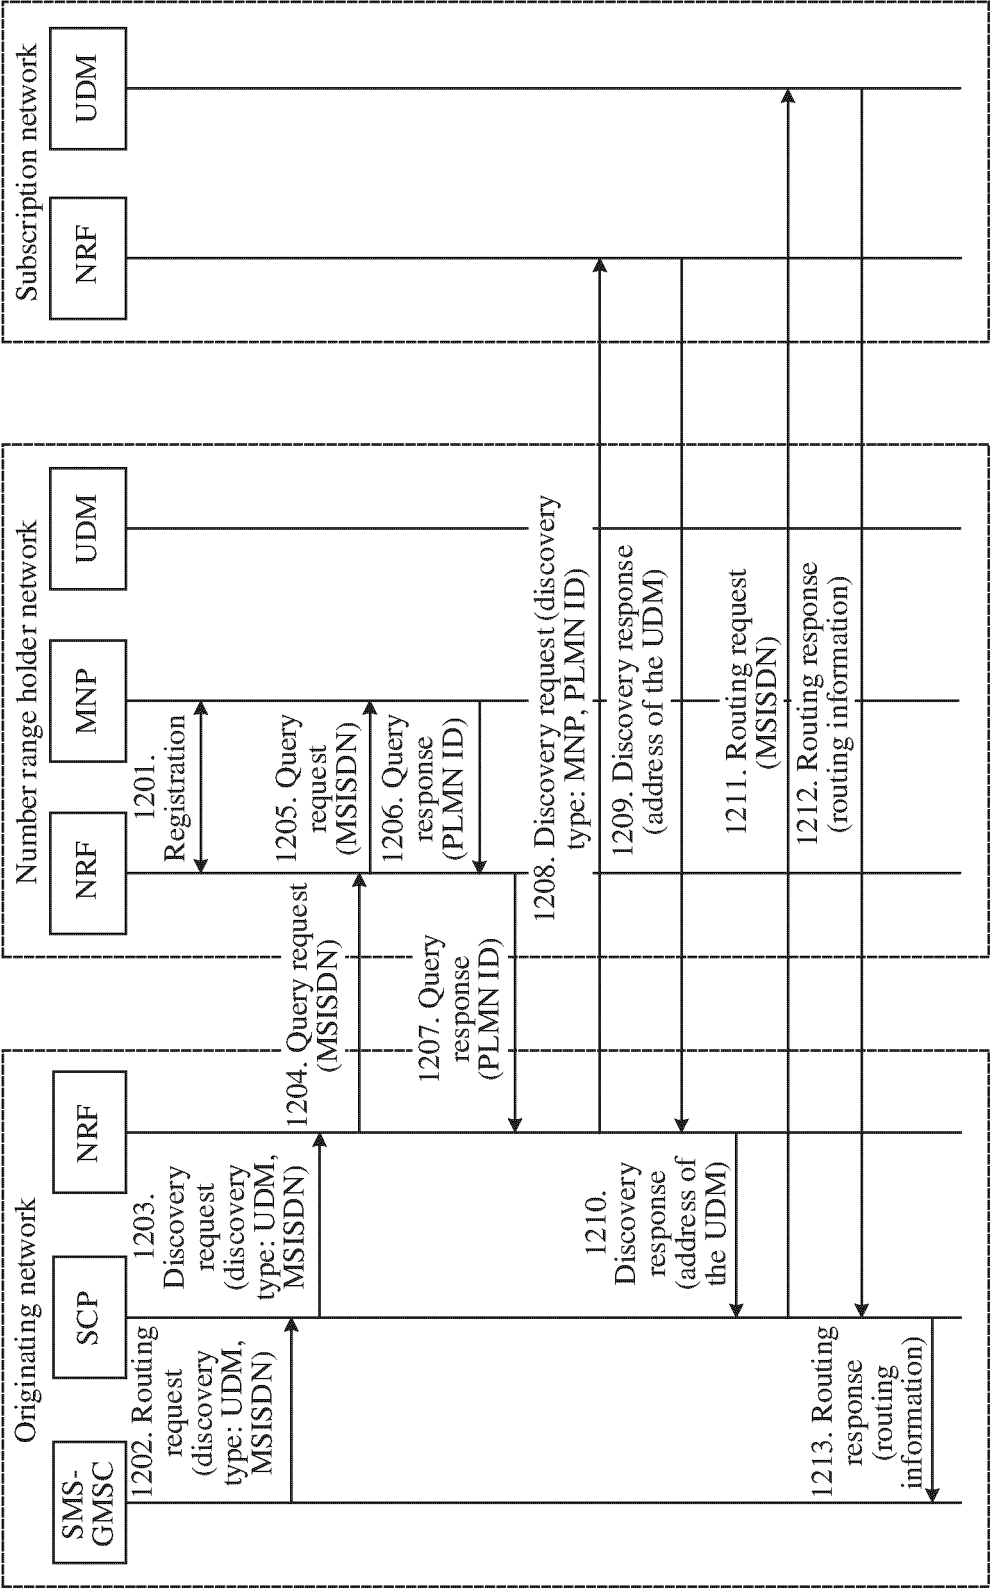 Originating network
Number range holder network
Subscription network
SMS-
GMSC
SCP
NRF
NRF
MNP
UDM
NRF
UDM
1201.
Registration
1202. Routing
request
(discovery
type: UDM,
MSISDN)
1203.
Discovery
request
(discovery
type: UDM,
MSISDN)
1204. Query request
(MSISDN)
1205. Query
request
(MSISDN)
1206. Query
response
(PLMN ID)
1207. Query
response
(PLMN ID)
1208. Discovery request (discovery
type: MNP, PLMN ID)
1209. Discovery response
(address of the UDM)
1210.
Discovery
response
(address of
the UDM)
1211. Routing request
(MSISDN)
1212. Routing response
(routing information)
1213. Routing
response
(routing
information)